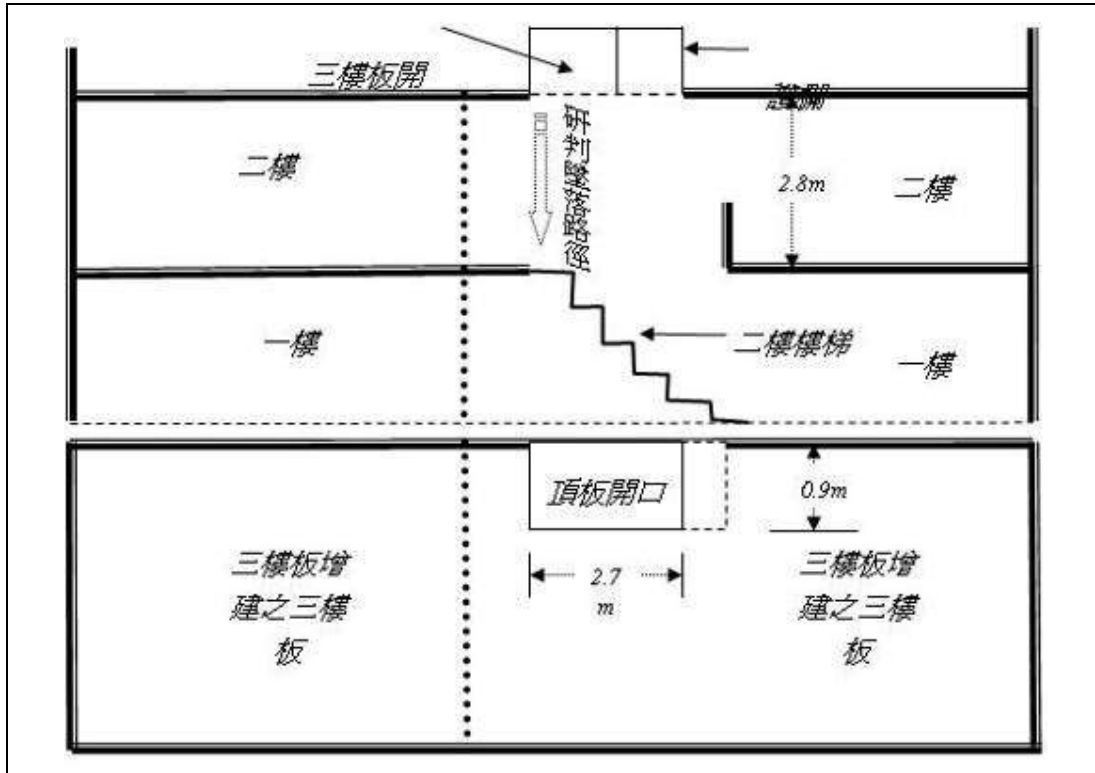 三樓板開
護欄
二樓
2.8m
二樓
墜落路徑
一樓
二樓樓梯
一樓
頂板開口
0.9m
三樓板增
建之三樓
板
2.7
m
三樓板增
建之三樓
板